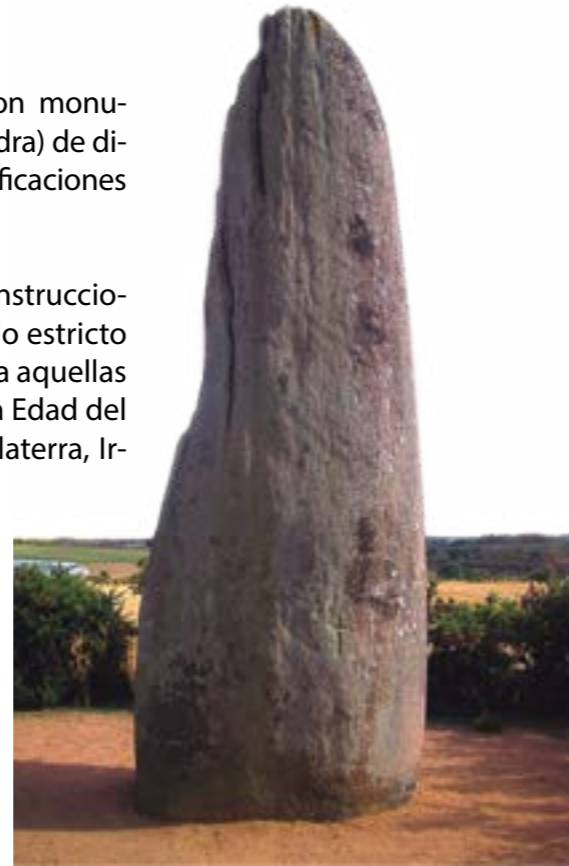 on monu-
dra) de di-
ficaciones
nstruccio-
o estricto
a aquellas
Edad del
laterra, Ir-